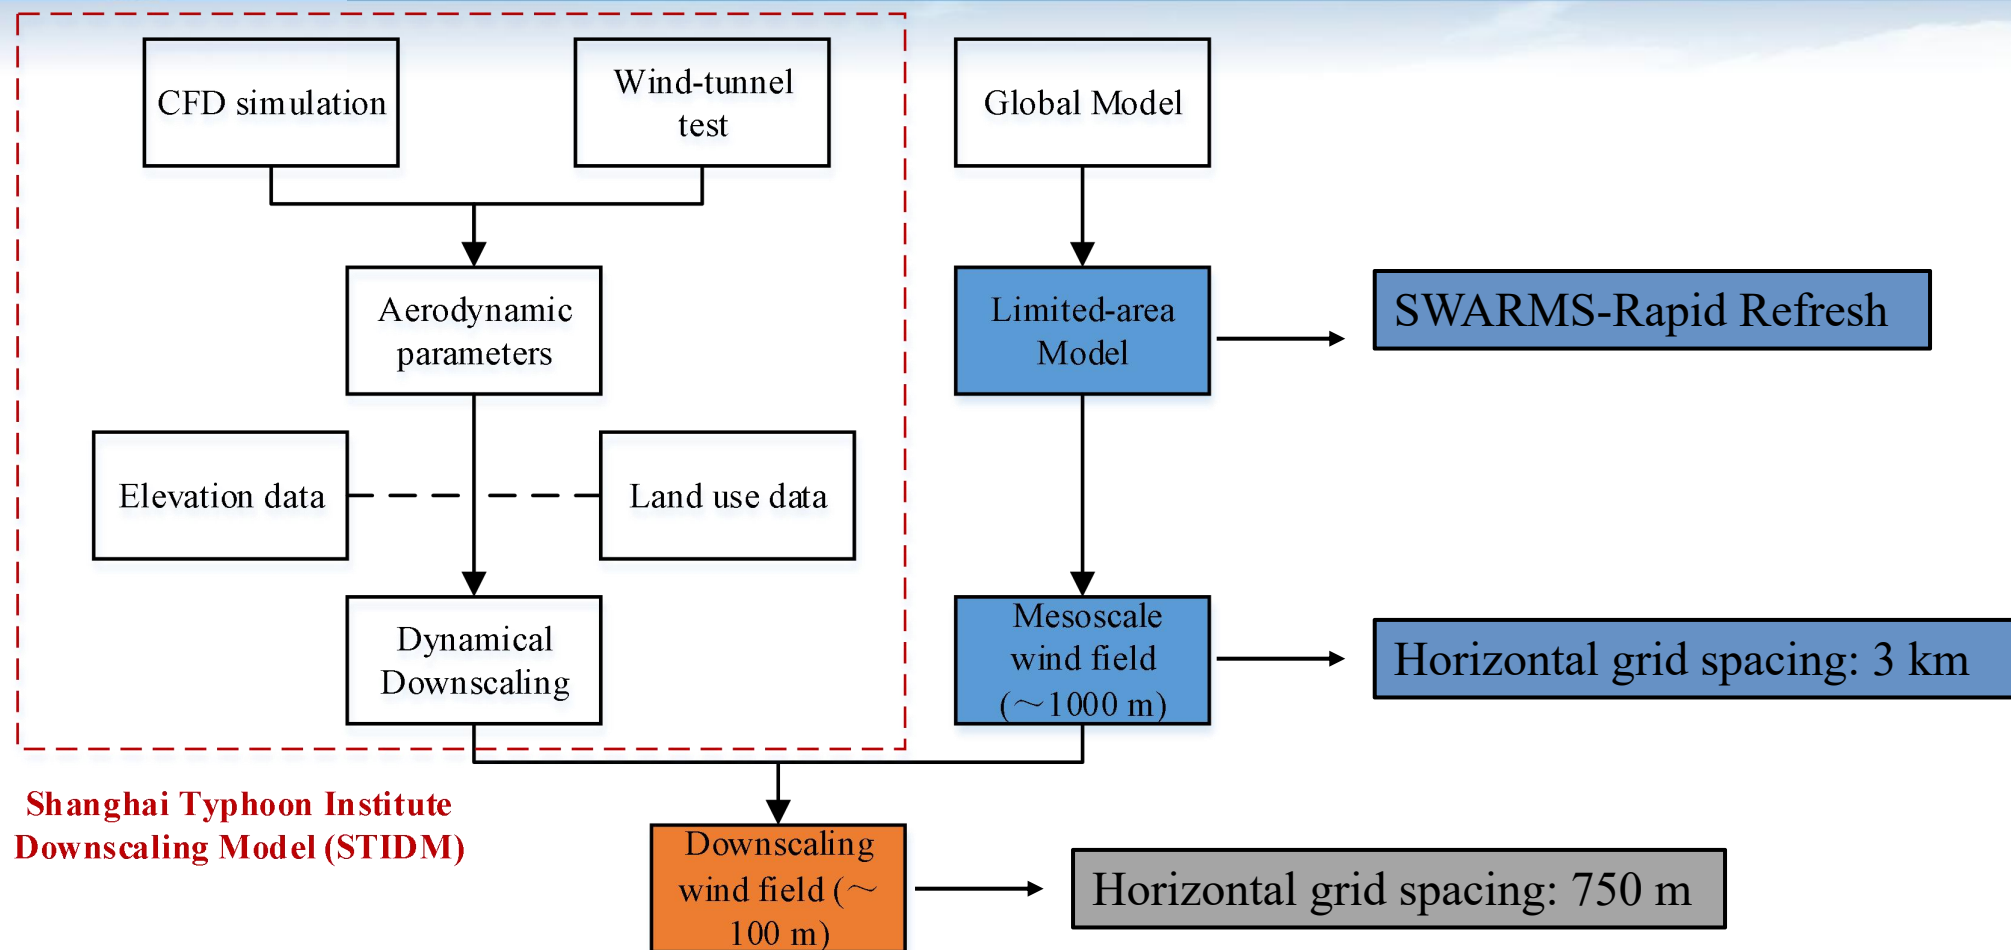 CFD simulation
Wind-tunnel
test
Global Model
Aerodynamic
parameters
Limited-area
Model
SWARMS-Rapid Refresh
Elevation data
Land use data
Dynamical
Downscaling
Mesoscale
wind field
(～1000 m)
Horizontal grid spacing: 3 km
Shanghai Typhoon Institute
Downscaling Model (STIDM)
Downscaling
wind field (～
100 m)
Horizontal grid spacing: 750 m